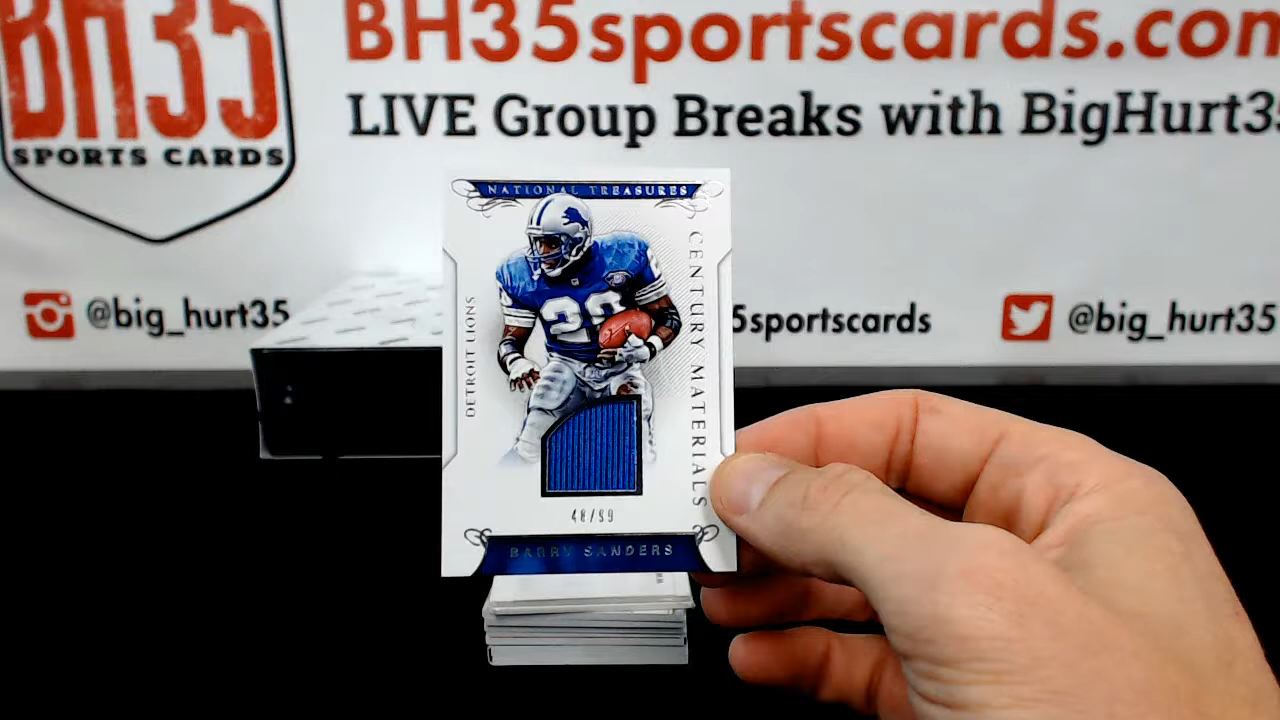 BH35
SPORTS CARDS
BH35sportscards.com
LIVE Group Breaks with BigHurt35
@big_hurt35
5sportscards
@big_hurt35
NATIONAL TREASURES
DETROIT LIONS
CENTURY MATERIALS
20
48/99
BARRY SANDERS